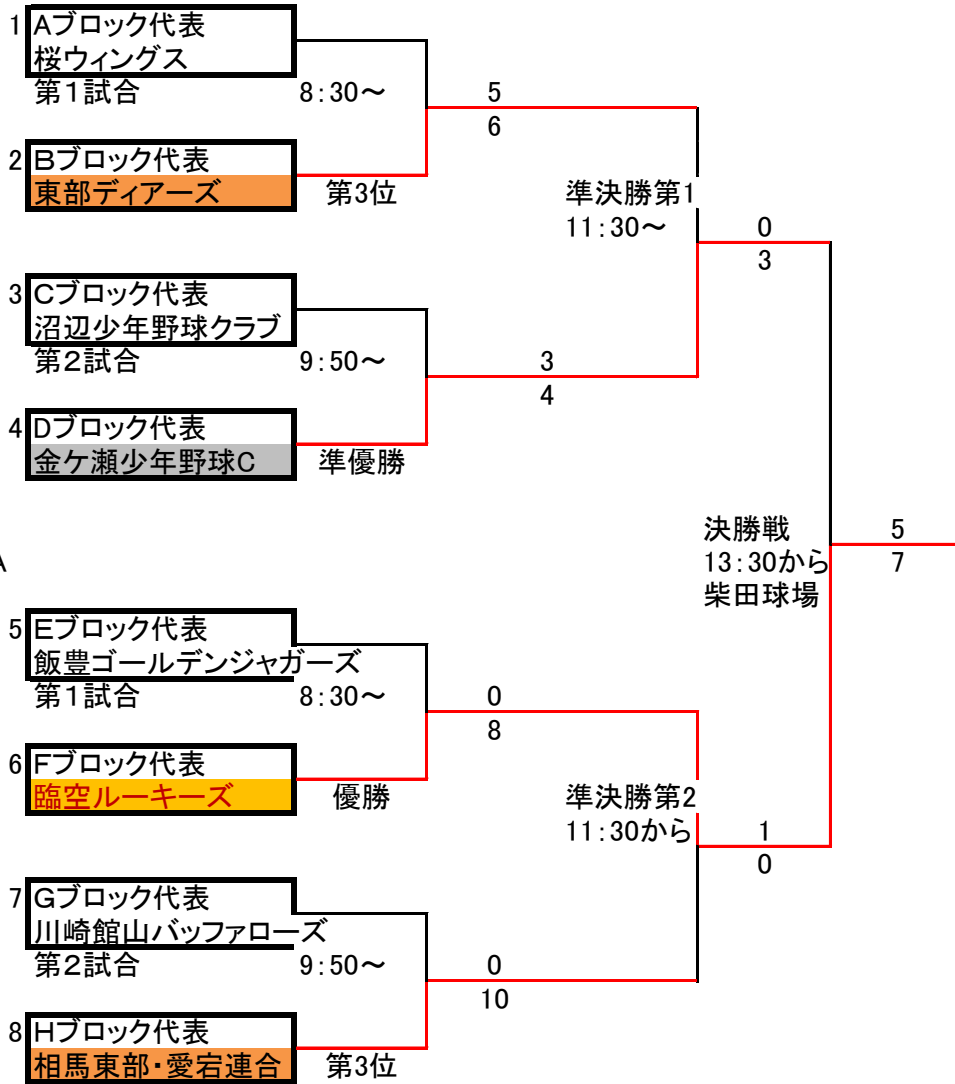 1 Aブロック代表
桜ウィングス
第1試合 8:30～
5
6
2 Bブロック代表
東部ディアーズ 第3位
準決勝第1
11:30～
0
3
3 Cブロック代表
沼辺少年野球クラブ
第2試合 9:50～
3
4
4 Dブロック代表
金ケ瀬少年野球C 準優勝
決勝戦
13:30から
柴田球場
5
7
5 Eブロック代表
飯豊ゴールデンジャガーズ
第1試合 8:30～
0
8
6 Fブロック代表
臨空ルーキーズ 優勝
準決勝第2
11:30から
1
0
7 Gブロック代表
川崎館山バッファローズ
第2試合 9:50～
0
10
8 Hブロック代表
相馬東部・愛宕連合 第3位